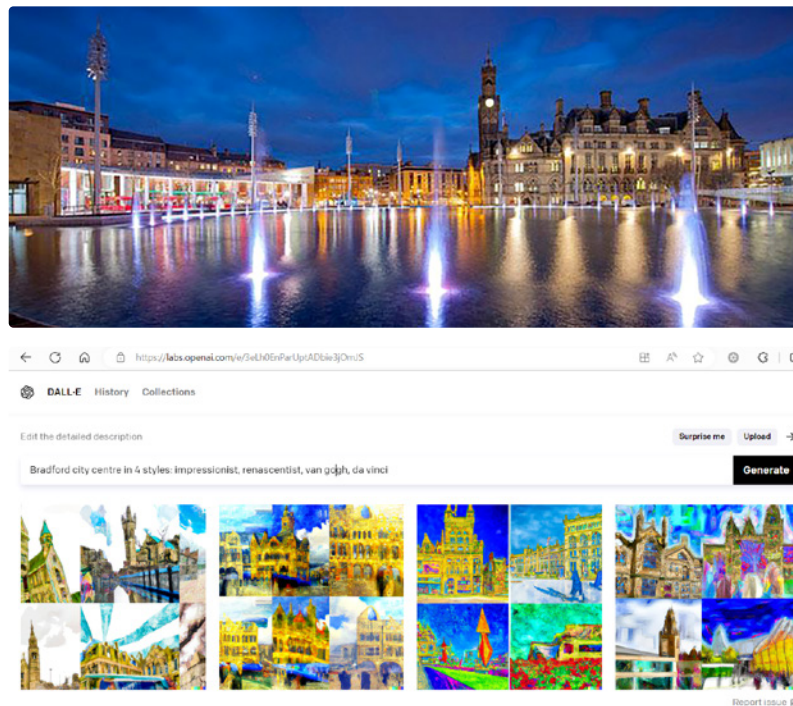 https://labs.openai.com/e/3eLh0EnParUptADbie3jOmJS
DALL·E History Collections
Edit the detailed description
Surprise me Upload
Bradford city centre in 4 styles: impressionist, renascentist, van gogh, da vinci
Generate
Report issue